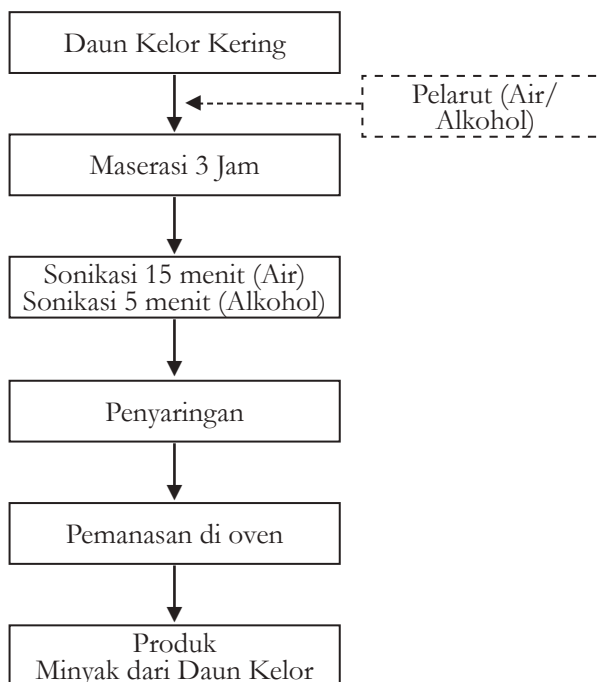 Daun Kelor Kering
Pelarut (Air/
Alkohol)
Maserasi 3 Jam
Sonikasi 15 menit (Air)
Sonikasi 5 menit (Alkohol)
Penyaringan
Pemanasan di oven
Produk
Minyak dari Daun Kelor